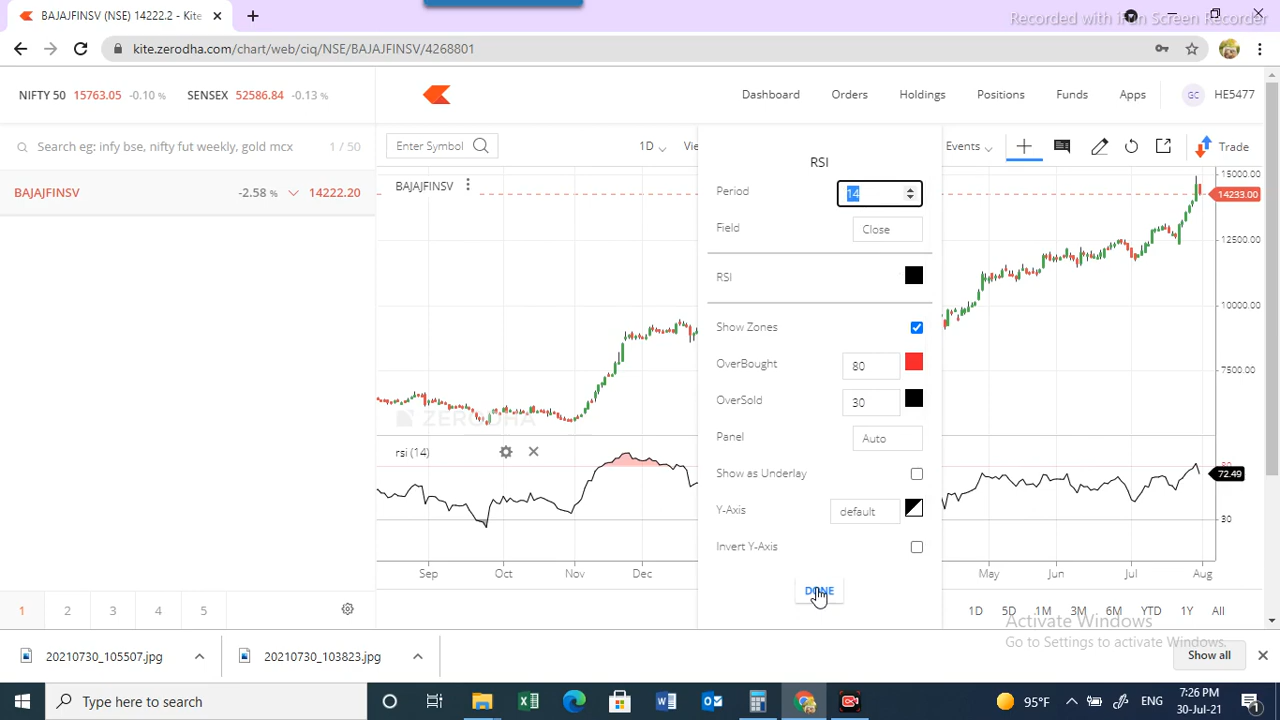 BAJAJFINSV (NSE) 14222.2 - Kite
Recorded with iFun Screen Recorder
kite.zerodha.com/chart/web/ciq/NSE/BAJAJFINSV/4268801
NIFTY 50 15763.05 -0.10 % SENSEX 52586.84 -0.13 %
Dashboard Orders Holdings Positions Funds Apps GC HE5477
Search eg: infy bse, nifty fut weekly, gold mcx 1 / 50
Enter Symbol 1D Vie Events Trade
BAJAJFINSV -2.58 % 14222.20
BAJAJFINSV
RSI
Period 14
Field Close
RSI
Show Zones
OverBought 80
OverSold 30
Panel Auto
Show as Underlay
Y-Axis default
Invert Y-Axis
DONE
15000.00
14233.00
12500.00
10000.00
7500.00
ZERODHA
rsi (14)
72.49
30
Sep Oct Nov Dec May Jun Jul Aug
1 2 3 4 5
1D 5D 1M 3M 6M YTD 1Y All
Activate Windows
Go to Settings to activate Windows.
20210730_105507.jpg 20210730_103823.jpg Show all
Type here to search
95°F ENG
7:26 PM
30-Jul-21
1